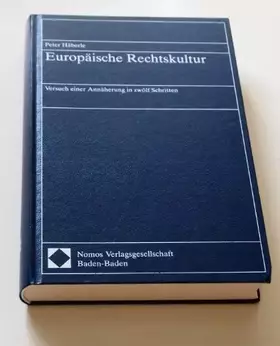 Peter Häberle
Europäische Rechtskultur
Versuch einer Annäherung in zwölf Schritten
Nomos Verlagsgesellschaft
Baden-Baden